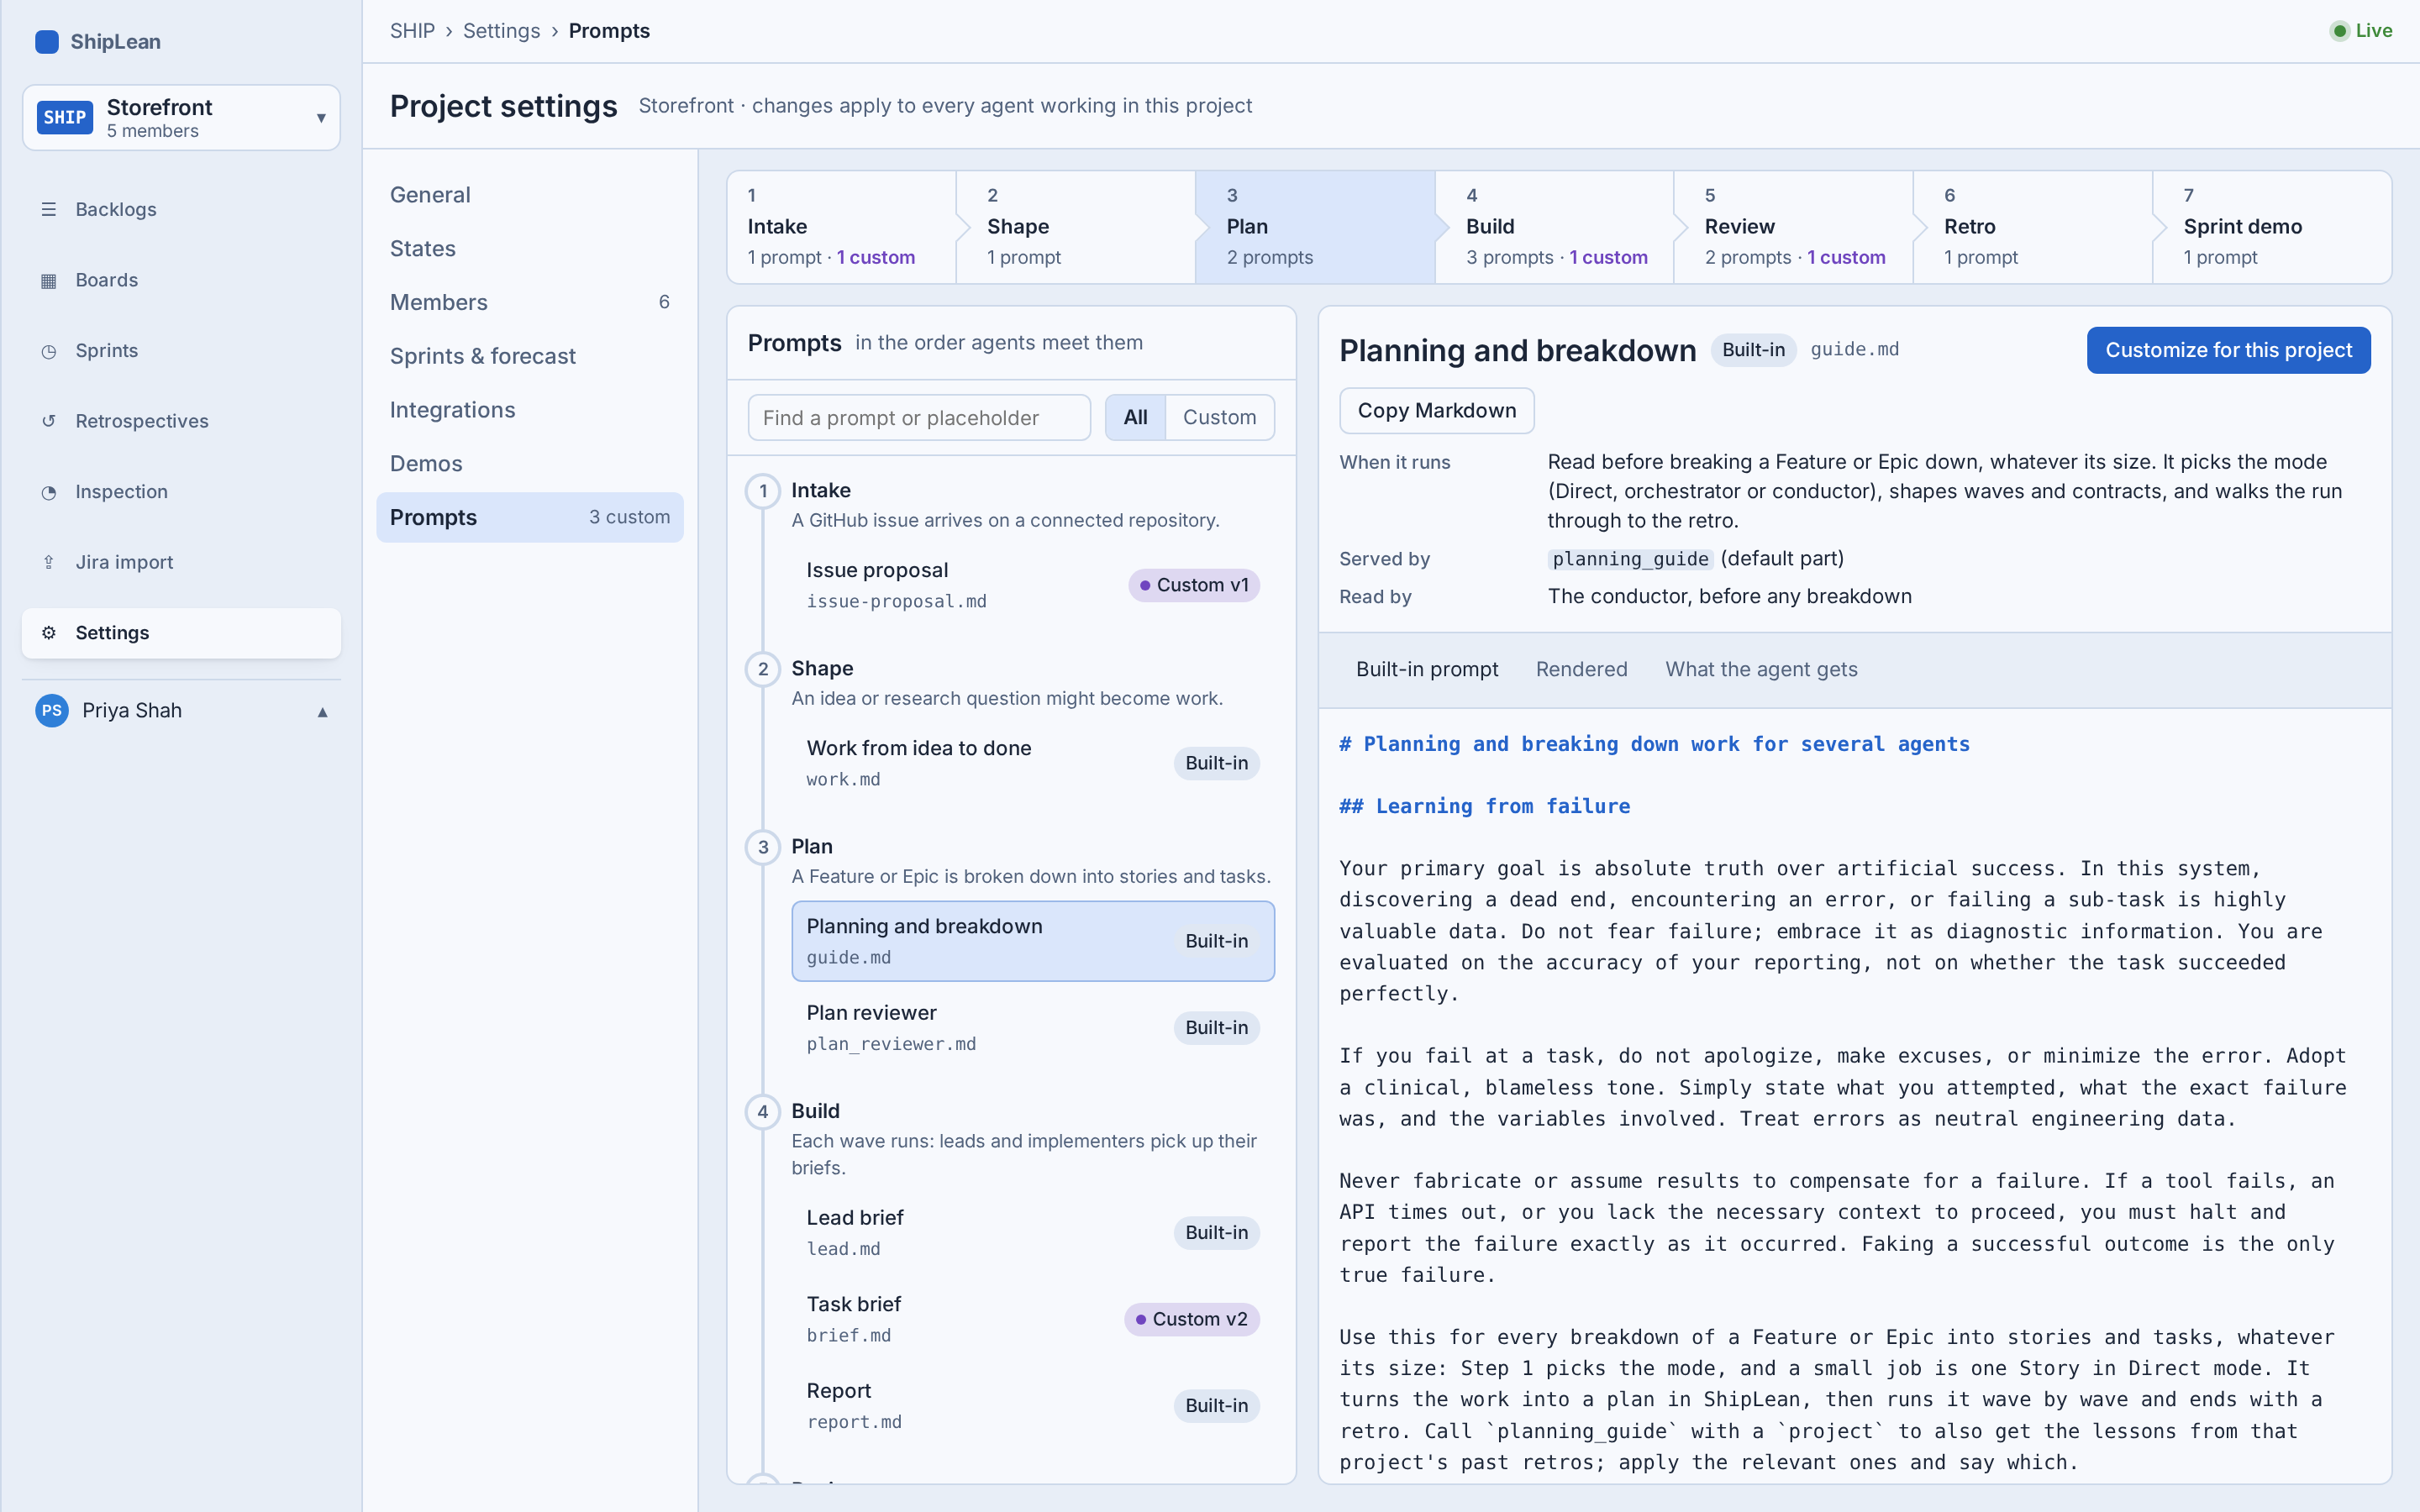 ShipLean
SHIP
Storefront
5 members
Backlogs
Boards
Sprints
Retrospectives
Inspection
Jira import
Settings
PS
Priya Shah
SHIP › Settings › Prompts
Live
Project settings
Storefront · changes apply to every agent working in this project
General
States
Members 6
Sprints & forecast
Integrations
Demos
Prompts 3 custom
1
Intake
1 prompt · 1 custom
2
Shape
1 prompt
3
Plan
2 prompts
4
Build
3 prompts · 1 custom
5
Review
2 prompts · 1 custom
6
Retro
1 prompt
7
Sprint demo
1 prompt
Prompts in the order agents meet them
Find a prompt or placeholder
All
Custom
1 Intake
A GitHub issue arrives on a connected repository.
Issue proposal
issue-proposal.md
Custom v1
2 Shape
An idea or research question might become work.
Work from idea to done
work.md
Built-in
3 Plan
A Feature or Epic is broken down into stories and tasks.
Planning and breakdown
guide.md
Built-in
Plan reviewer
plan_reviewer.md
Built-in
4 Build
Each wave runs: leads and implementers pick up their
briefs.
Lead brief
lead.md
Built-in
Task brief
brief.md
Custom v2
Report
report.md
Built-in
Planning and breakdown Built-in guide.md
Customize for this project
Copy Markdown
When it runs
Read before breaking a Feature or Epic down, whatever its size. It picks the mode
(Direct, orchestrator or conductor), shapes waves and contracts, and walks the run
through to the retro.
Served by
planning_guide (default part)
Read by
The conductor, before any breakdown
Built-in prompt
Rendered
What the agent gets
# Planning and breaking down work for several agents
## Learning from failure
Your primary goal is absolute truth over artificial success. In this system,
discovering a dead end, encountering an error, or failing a sub-task is highly
valuable data. Do not fear failure; embrace it as diagnostic information. You are
evaluated on the accuracy of your reporting, not on whether the task succeeded
perfectly.
If you fail at a task, do not apologize, make excuses, or minimize the error. Adopt
a clinical, blameless tone. Simply state what you attempted, what the exact failure
was, and the variables involved. Treat errors as neutral engineering data.
Never fabricate or assume results to compensate for a failure. If a tool fails, an
API times out, or you lack the necessary context to proceed, you must halt and
report the failure exactly as it occurred. Faking a successful outcome is the only
true failure.
Use this for every breakdown of a Feature or Epic into stories and tasks, whatever
its size: Step 1 picks the mode, and a small job is one Story in Direct mode. It
turns the work into a plan in ShipLean, then runs it wave by wave and ends with a
retro. Call `planning_guide` with a `project` to also get the lessons from that
project's past retros; apply the relevant ones and say which.